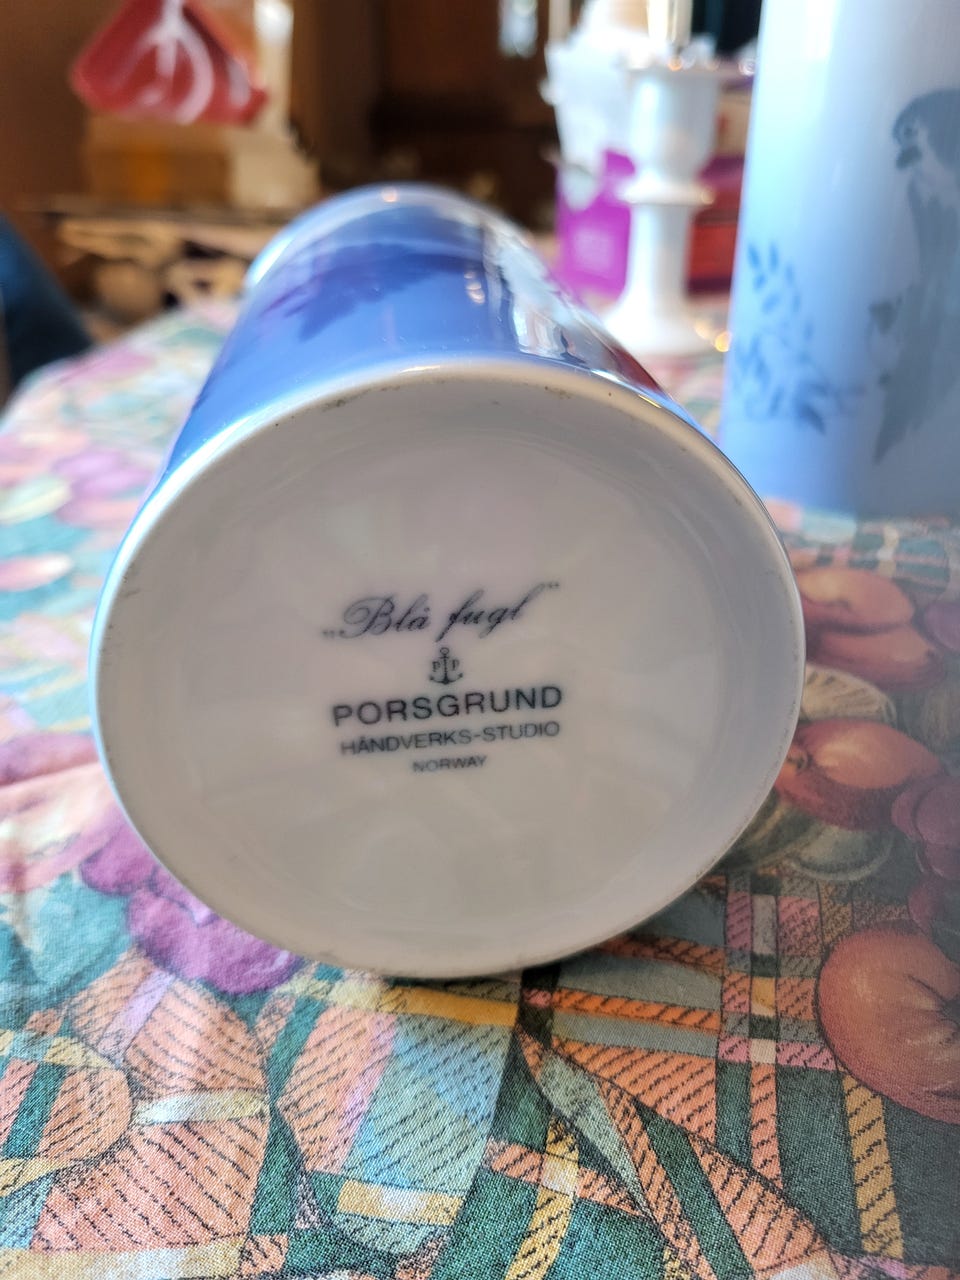 „Blå fugl”
P P
PORSGRUND
HÅNDVERKS-STUDIO
NORWAY